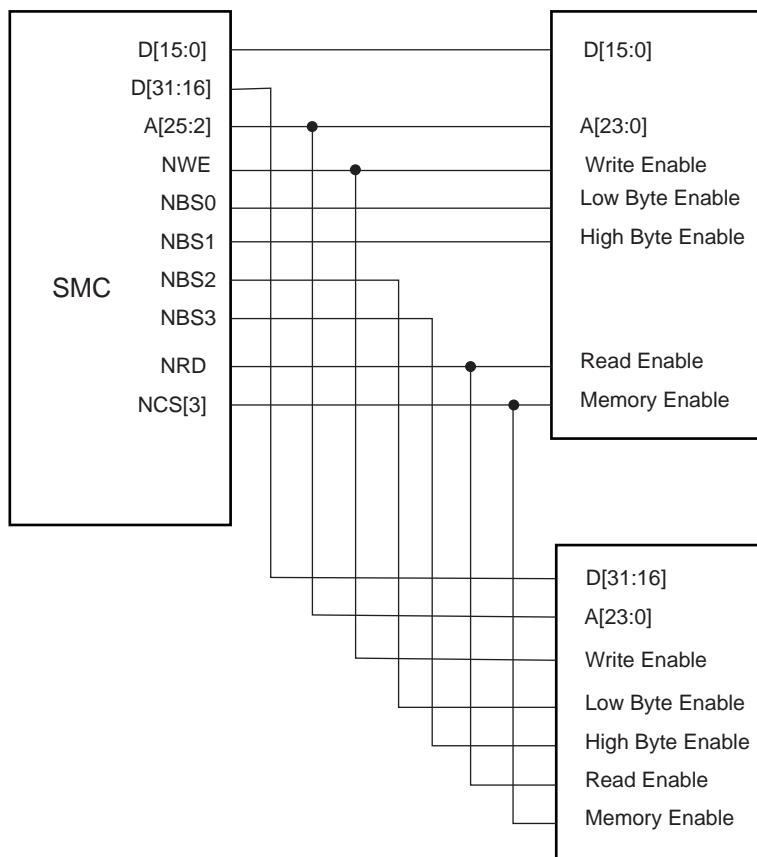 D[15:0]
D[31:16]
A[25:2]
NWE
NBS0
NBS1
NBS2
NBS3
NRD
NCS[3]
SMC
D[15:0]
A[23:0]
Write Enable
Low Byte Enable
High Byte Enable
Read Enable
Memory Enable
D[31:16]
A[23:0]
Write Enable
Low Byte Enable
High Byte Enable
Read Enable
Memory Enable